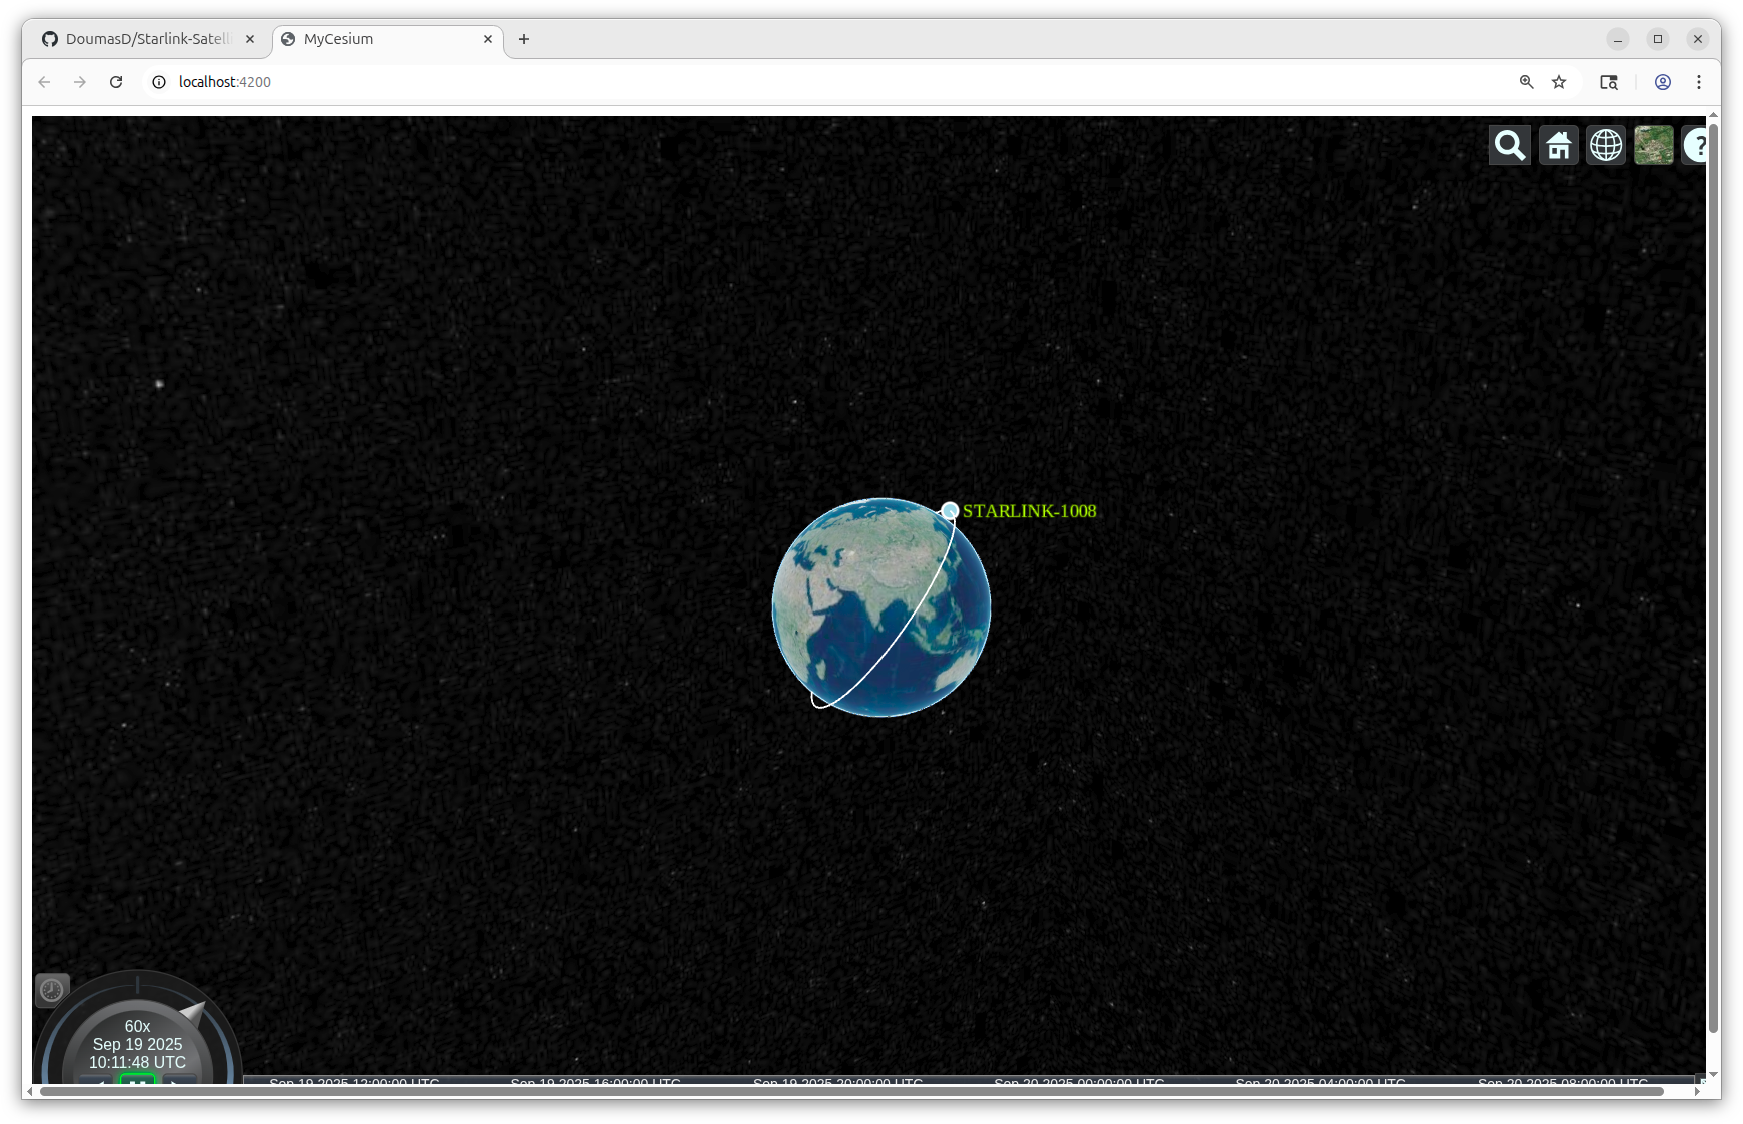 DoumasD/Starlink-Satelli
MyCesium
localhost:4200
?
STARLINK-1008
60x
Sep 19 2025
10:11:48 UTC
Sep 19 2025 12:00:00 UTC
Sep 19 2025 16:00:00 UTC
Sep 19 2025 20:00:00 UTC
Sep 20 2025 00:00:00 UTC
Sep 20 2025 04:00:00 UTC
Sep 20 2025 08:00:00 UTC